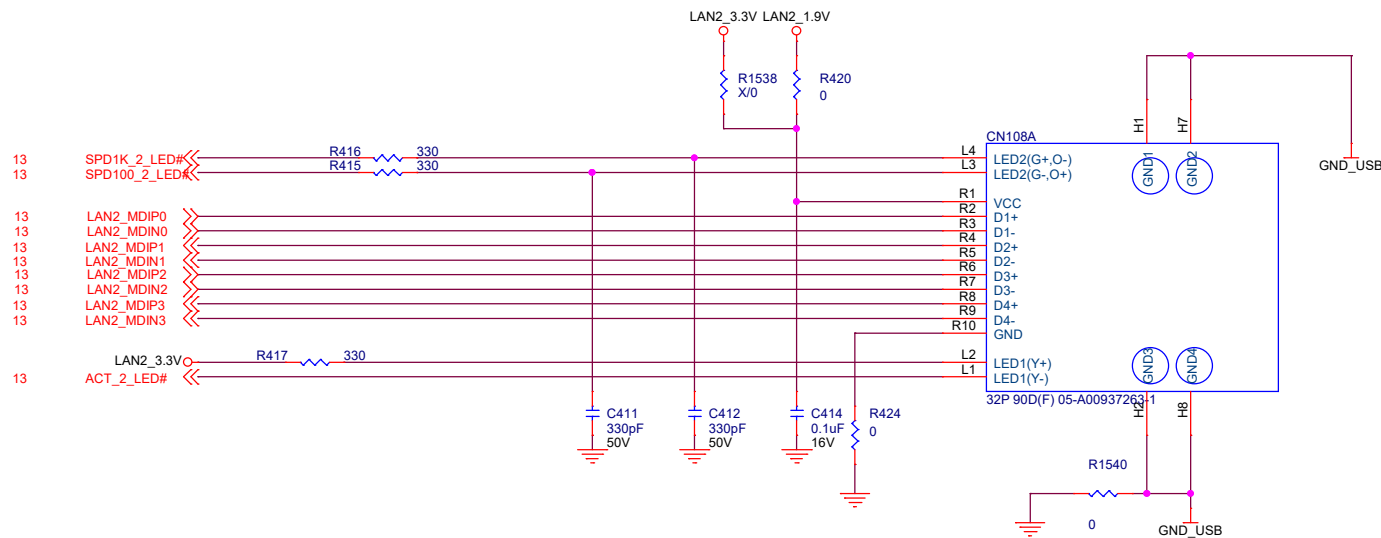 LAN2_3.3V LAN2_1.9V
R1538
X/0
R420
0
H1
H7
CN108A
GND1
GND2
GND_USB
13 SPD1K_2_LED# R416 330 L4 LED2(G+,O-)
13 SPD100_2_LED# R415 330 L3 LED2(G-,O+)
R1 VCC
13 LAN2_MDIP0 R2 D1+
13 LAN2_MDIN0 R3 D1-
13 LAN2_MDIP1 R4 D2+
13 LAN2_MDIN1 R5 D2-
13 LAN2_MDIP2 R6 D3+
13 LAN2_MDIN2 R7 D3-
13 LAN2_MDIP3 R8 D4+
13 LAN2_MDIN3 R9 D4-
R10 GND
LAN2_3.3V R417 330 L2 LED1(Y+)
13 ACT_2_LED# L1 LED1(Y-)
GND3
GND4
32P 90D(F) 05-A00937263-1
H2
H8
C411
330pF
50V
C412
330pF
50V
C414
0.1uF
16V
R424
0
R1540
0
GND_USB